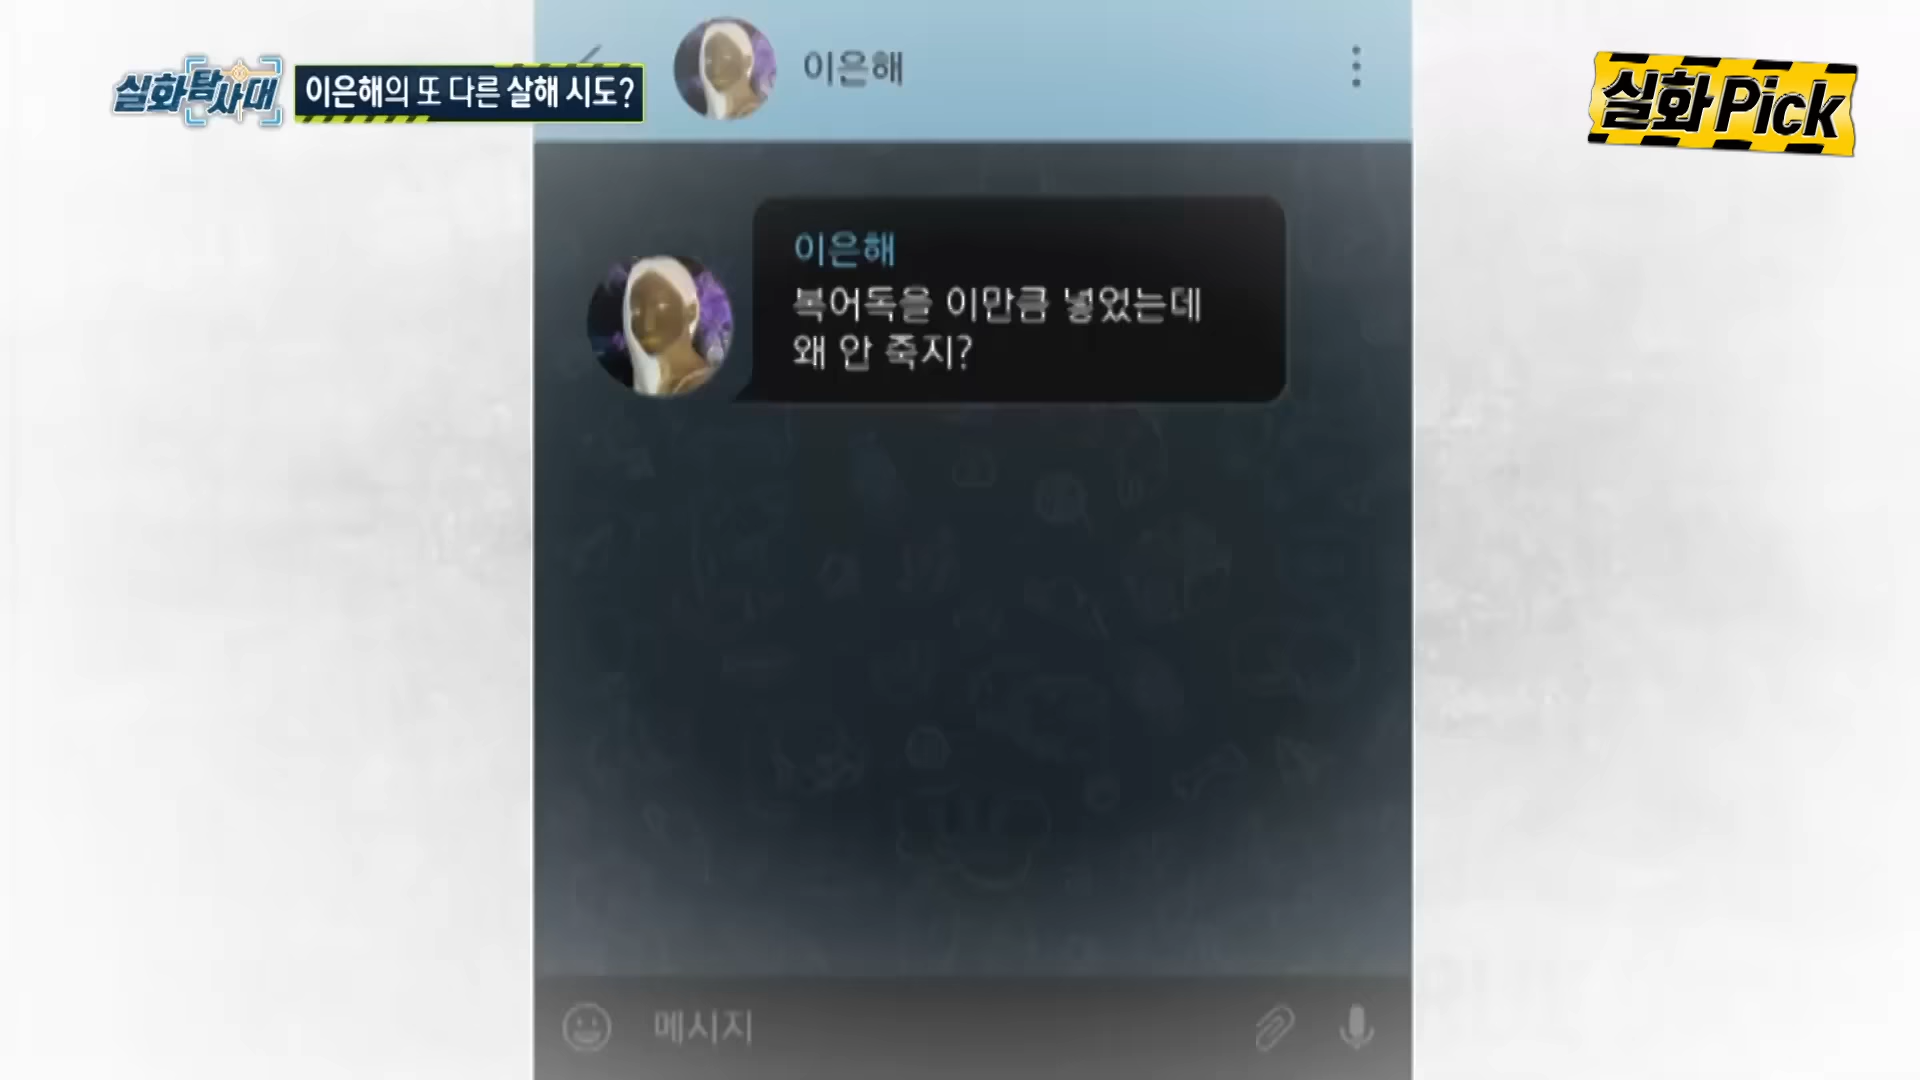 실화탐사대
이은해의 또 다른 살해 시도?
이은해
실화Pick
이은해
복어독을 이만큼 넣었는데
왜 안 죽지?
메시지